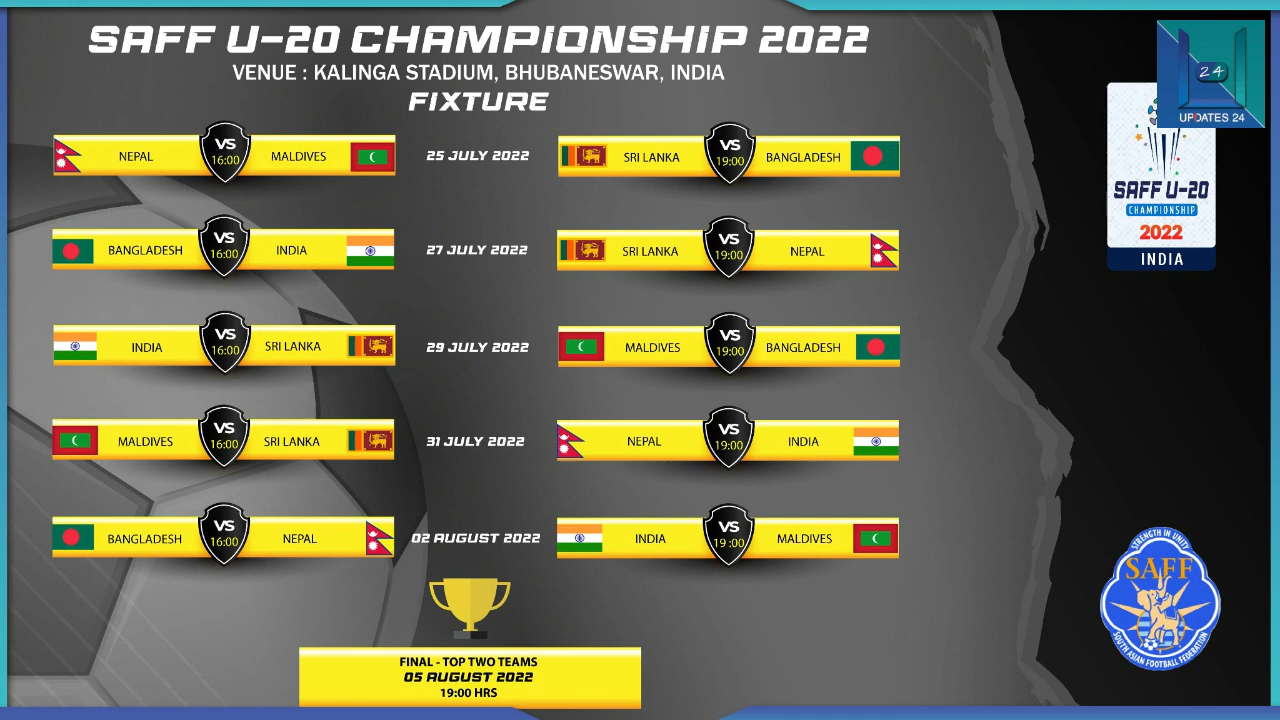 SAFF U-20 CHAMPIONSHIP 2022
VENUE : KALINGA STADIUM, BHUBANESWAR, INDIA
FIXTURE
NEPAL VS 16:00 MALDIVES 25 JULY 2022 SRI LANKA VS 19:00 BANGLADESH
BANGLADESH VS 16:00 INDIA 27 JULY 2022 SRI LANKA VS 19:00 NEPAL
INDIA VS 16:00 SRI LANKA 29 JULY 2022 MALDIVES VS 19:00 BANGLADESH
MALDIVES VS 16:00 SRI LANKA 31 JULY 2022 NEPAL VS 19:00 INDIA
BANGLADESH VS 16:00 NEPAL 02 AUGUST 2022 INDIA VS 19 :00 MALDIVES
FINAL - TOP TWO TEAMS
05 AUGUST 2022
19:00 HRS
24
UPDATES 24
SAFF U-20
CHAMPIONSHIP
2022
INDIA
STRENGTH IN UNITY
SAFF
SOUTH ASIAN FOOTBALL FEDERATION